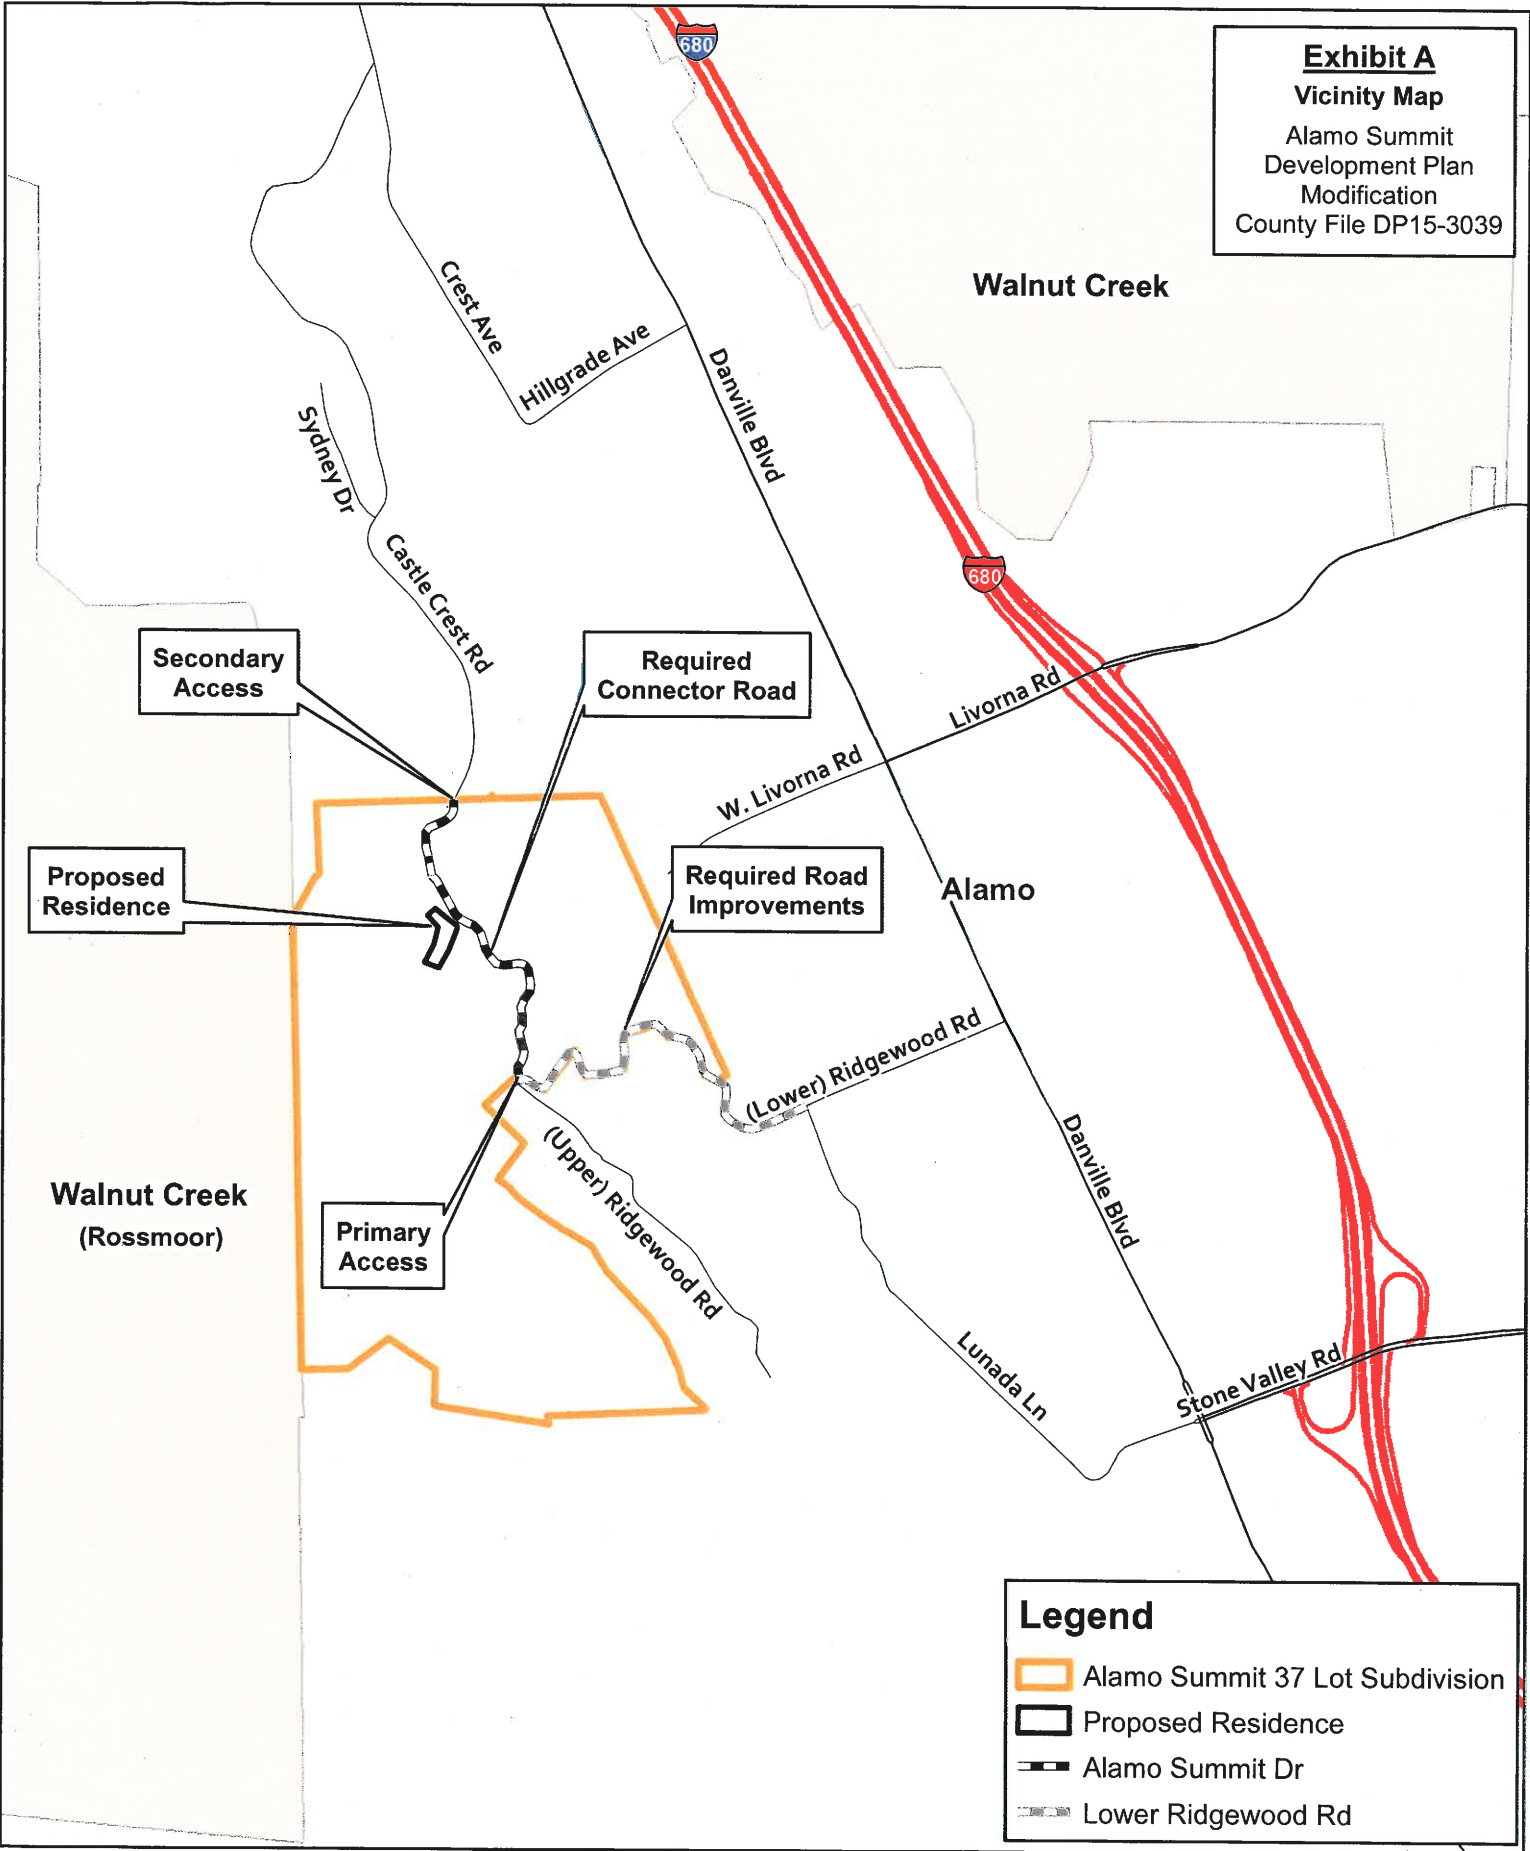 680
Exhibit A
Vicinity Map
Alamo Summit
Development Plan
Modification
County File DP15-3039
Walnut Creek
Crest Ave
Hillgrade Ave
Danville Blvd
Sydney Dr
Castle Crest Rd
680
Secondary
Access
Required
Connector Road
Livorna Rd
W. Livorna Rd
Proposed
Residence
Required Road
Improvements
Alamo
(Lower) Ridgewood Rd
Danville Blvd
(Upper) Ridgewood Rd
Walnut Creek
(Rossmoor)
Primary
Access
Lunada Ln
Stone Valley Rd
Legend
Alamo Summit 37 Lot Subdivision
Proposed Residence
Alamo Summit Dr
Lower Ridgewood Rd